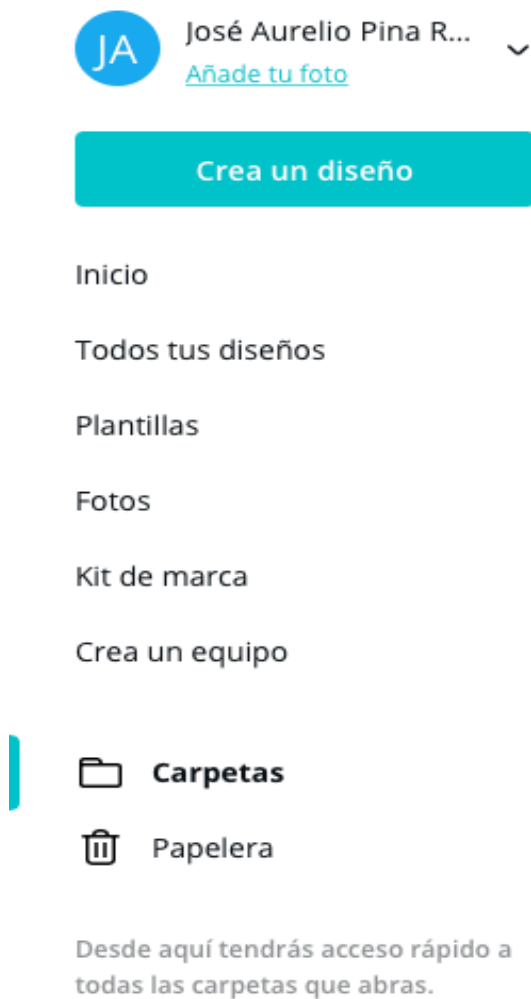 JA
José Aurelio Pina R...
Añade tu foto
Crea un diseño
Inicio
Todos tus diseños
Plantillas
Fotos
Kit de marca
Crea un equipo
Carpetas
Papelera
Desde aquí tendrás acceso rápido a
todas las carpetas que abras.